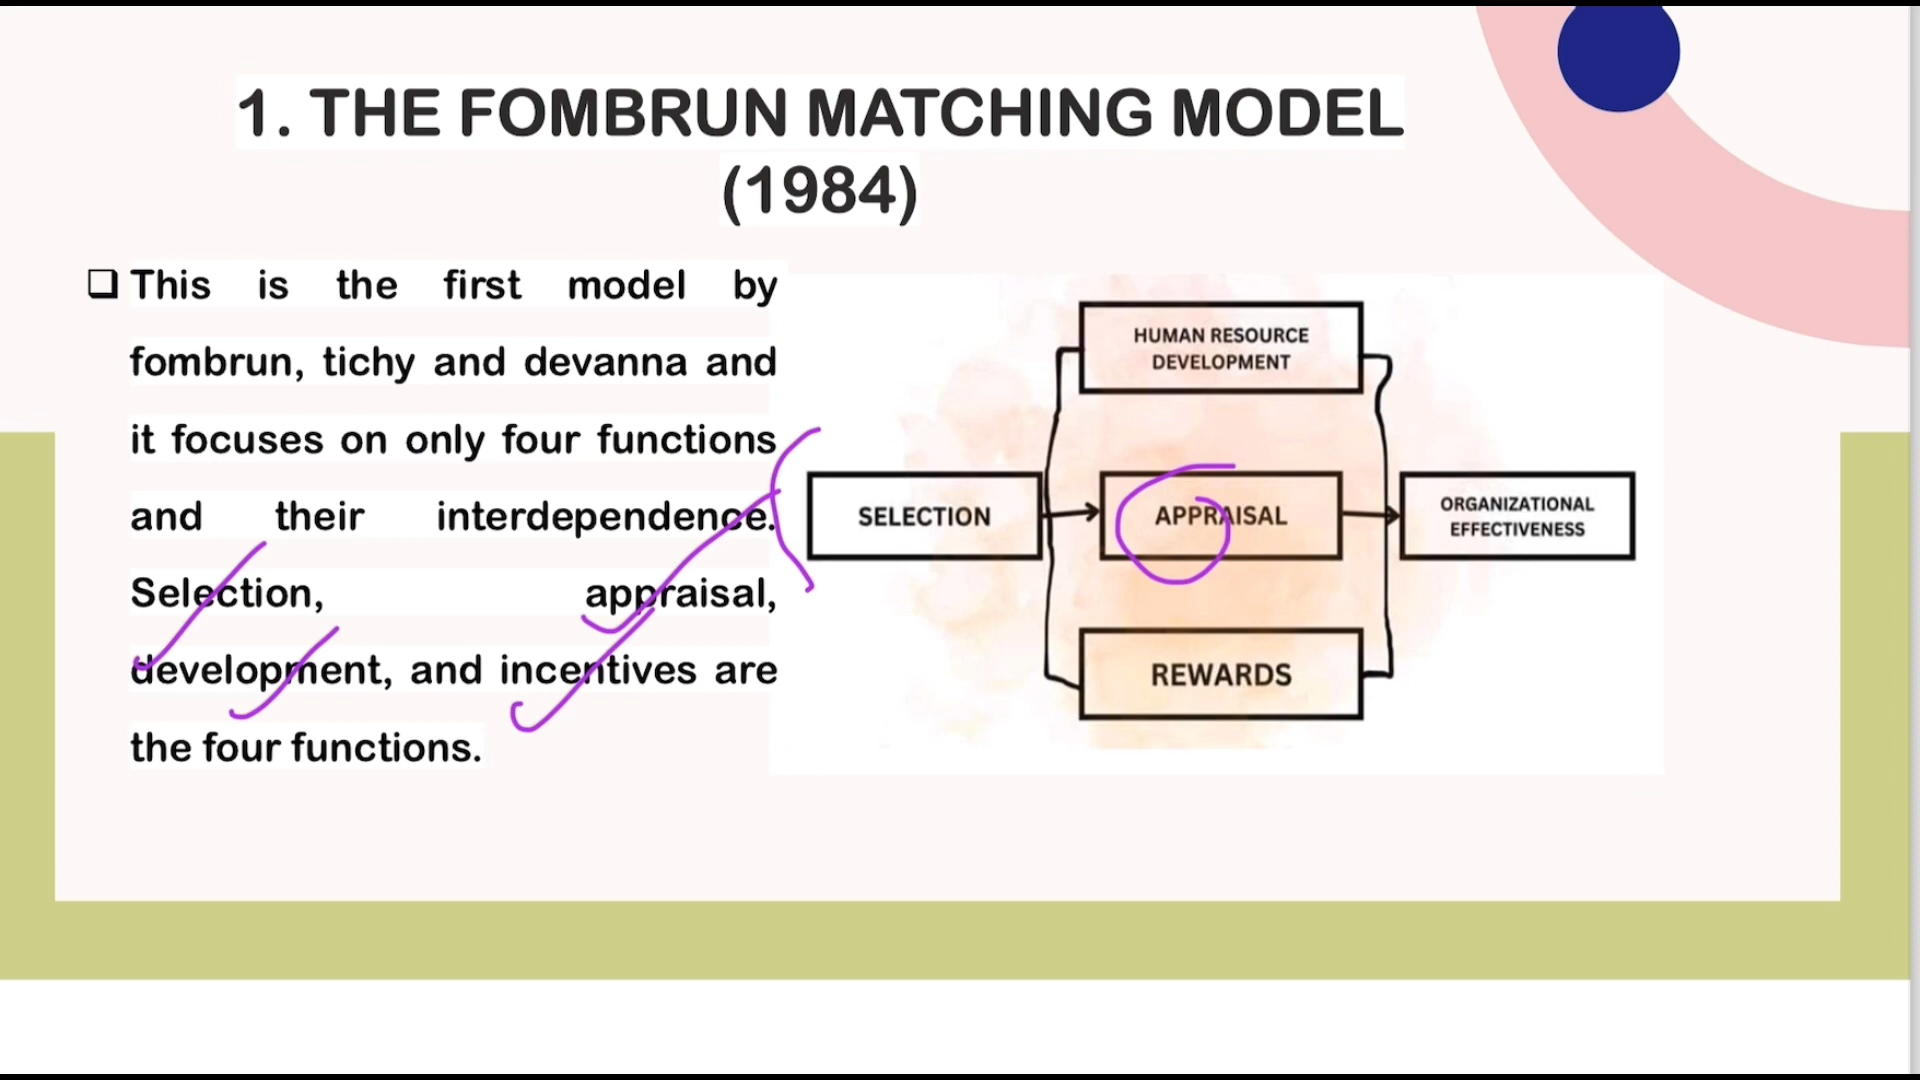 1. THE FOMBRUN MATCHING MODEL
(1984)
This is the first model by
fombrun, tichy and devanna and
it focuses on only four functions
and their interdependence.
Selection, appraisal,
development, and incentives are
the four functions.
HUMAN RESOURCE
DEVELOPMENT
SELECTION
APPRAISAL
ORGANIZATIONAL
EFFECTIVENESS
REWARDS